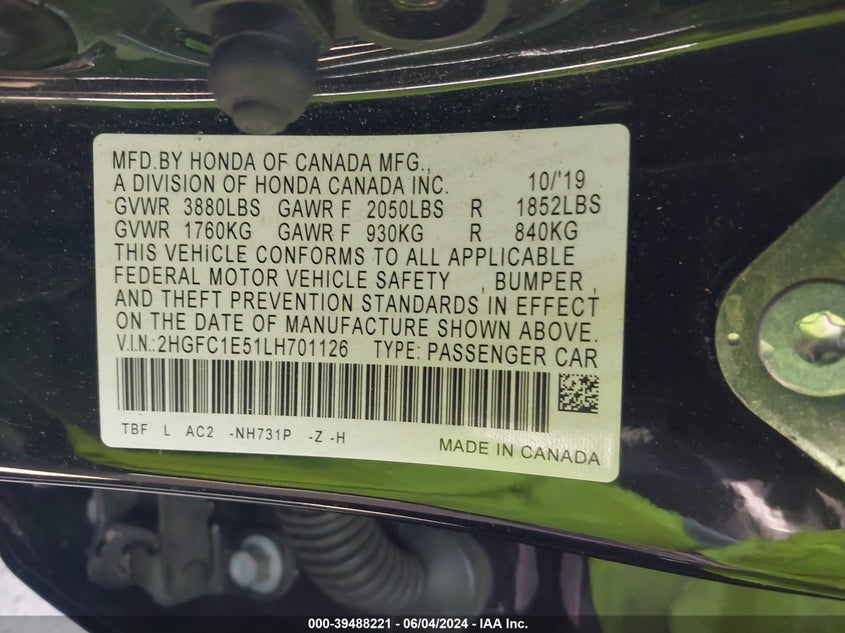 MFD.BY HONDA OF CANADA MFG.,
A DIVISION OF HONDA CANADA INC. 10/'19
GVWR 3880LBS GAWR F 2050LBS R 1852LBS
GVWR 1760KG GAWR F 930KG R 840KG
THIS VEHICLE CONFORMS TO ALL APPLICABLE
FEDERAL MOTOR VEHICLE SAFETY , BUMPER ,
AND THEFT PREVENTION STANDARDS IN EFFECT
ON THE DATE OF MANUFACTURE SHOWN ABOVE.
V.I.N.:2HGFC1E51LH701126 TYPE: PASSENGER CAR
TBF L AC2 -NH731P -Z -H
MADE IN CANADA
000-39488221 - 06/04/2024 - IAA Inc.